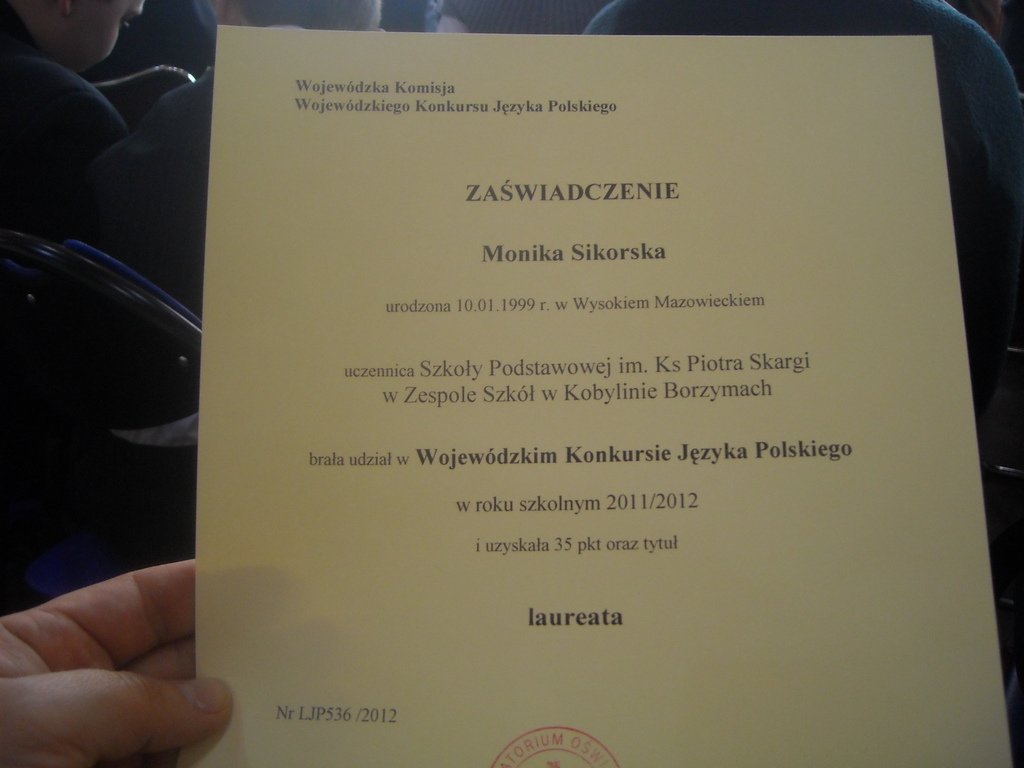 Wojewódzka Komisja
Wojewódzkiego Konkursu Języka Polskiego
ZAŚWIADCZENIE
Monika Sikorska
urodzona 10.01.1999 r. w Wysokiem Mazowieckiem
uczennica Szkoły Podstawowej im. Ks Piotra Skargi
w Zespole Szkół w Kobylinie Borzymach
brała udział w Wojewódzkim Konkursie Języka Polskiego
w roku szkolnym 2011/2012
i uzyskała 35 pkt oraz tytuł
laureata
Nr LJP536 /2012